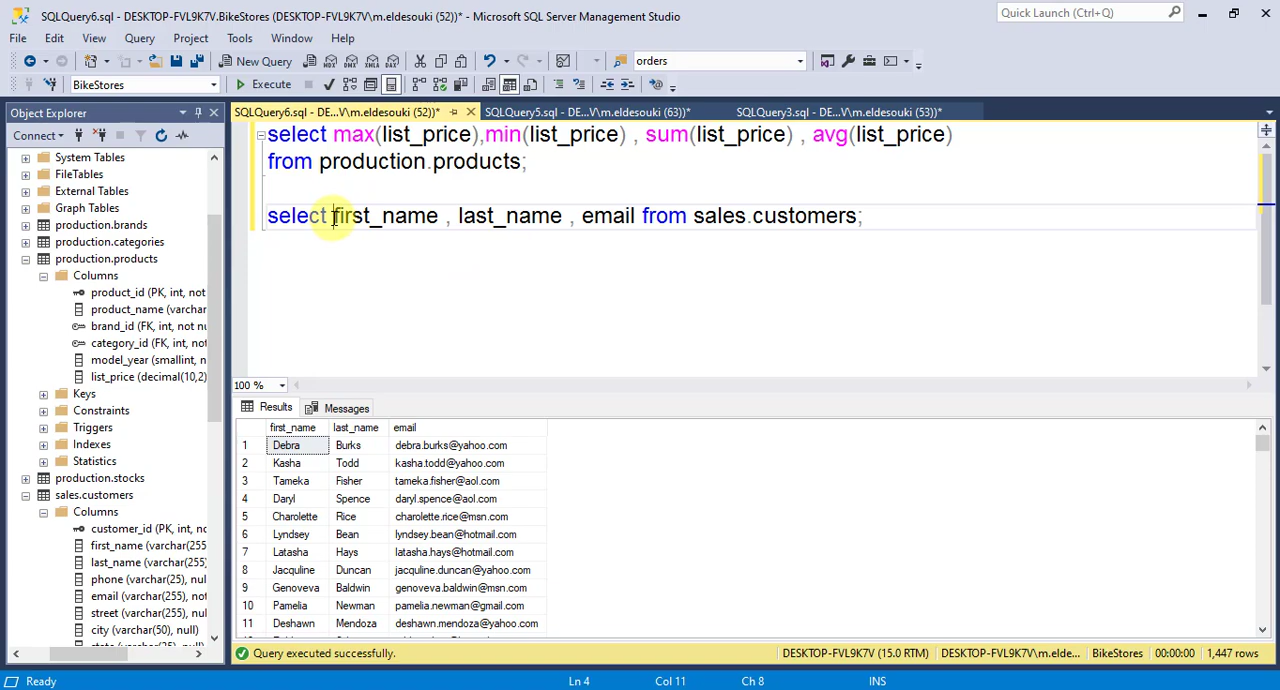 SQLQuery6.sql - DESKTOP-FVL9K7V.BikeStores (DESKTOP-FVL9K7V\m.eldesouki (52))* - Microsoft SQL Server Management Studio
Quick Launch (Ctrl+Q)
File Edit View Query Project Tools Window Help
New Query MDX DMX XMLA DAX orders
BikeStores Execute
Object Explorer
Connect
System Tables
FileTables
External Tables
Graph Tables
production.brands
production.categories
production.products
Columns
product_id (PK, int, not
product_name (varchar
brand_id (FK, int, not nu
category_id (FK, int, not
model_year (smallint, n
list_price (decimal(10,2)
Keys
Constraints
Triggers
Indexes
Statistics
production.stocks
sales.customers
Columns
customer_id (PK, int, no
first_name (varchar(255
last_name (varchar(255)
phone (varchar(25), nul
email (varchar(255), not
street (varchar(255), nul
city (varchar(50), null)
SQLQuery6.sql - DE...V\m.eldesouki (52))* SQLQuery5.sql - DE...V\m.eldesouki (63))* SQLQuery3.sql - DE...V\m.eldesouki (53))*
select max(list_price),min(list_price) , sum(list_price) , avg(list_price)
from production.products;
select first_name , last_name , email from sales.customers;
100 %
Results Messages
first_name last_name email
1 Debra Burks debra.burks@yahoo.com
2 Kasha Todd kasha.todd@yahoo.com
3 Tameka Fisher tameka.fisher@aol.com
4 Daryl Spence daryl.spence@aol.com
5 Charolette Rice charolette.rice@msn.com
6 Lyndsey Bean lyndsey.bean@hotmail.com
7 Latasha Hays latasha.hays@hotmail.com
8 Jacquline Duncan jacquline.duncan@yahoo.com
9 Genoveva Baldwin genoveva.baldwin@msn.com
10 Pamelia Newman pamelia.newman@gmail.com
11 Deshawn Mendoza deshawn.mendoza@yahoo.com
Query executed successfully. DESKTOP-FVL9K7V (15.0 RTM) DESKTOP-FVL9K7V\m.elde... BikeStores 00:00:00 1,447 rows
Ready Ln 4 Col 11 Ch 8 INS